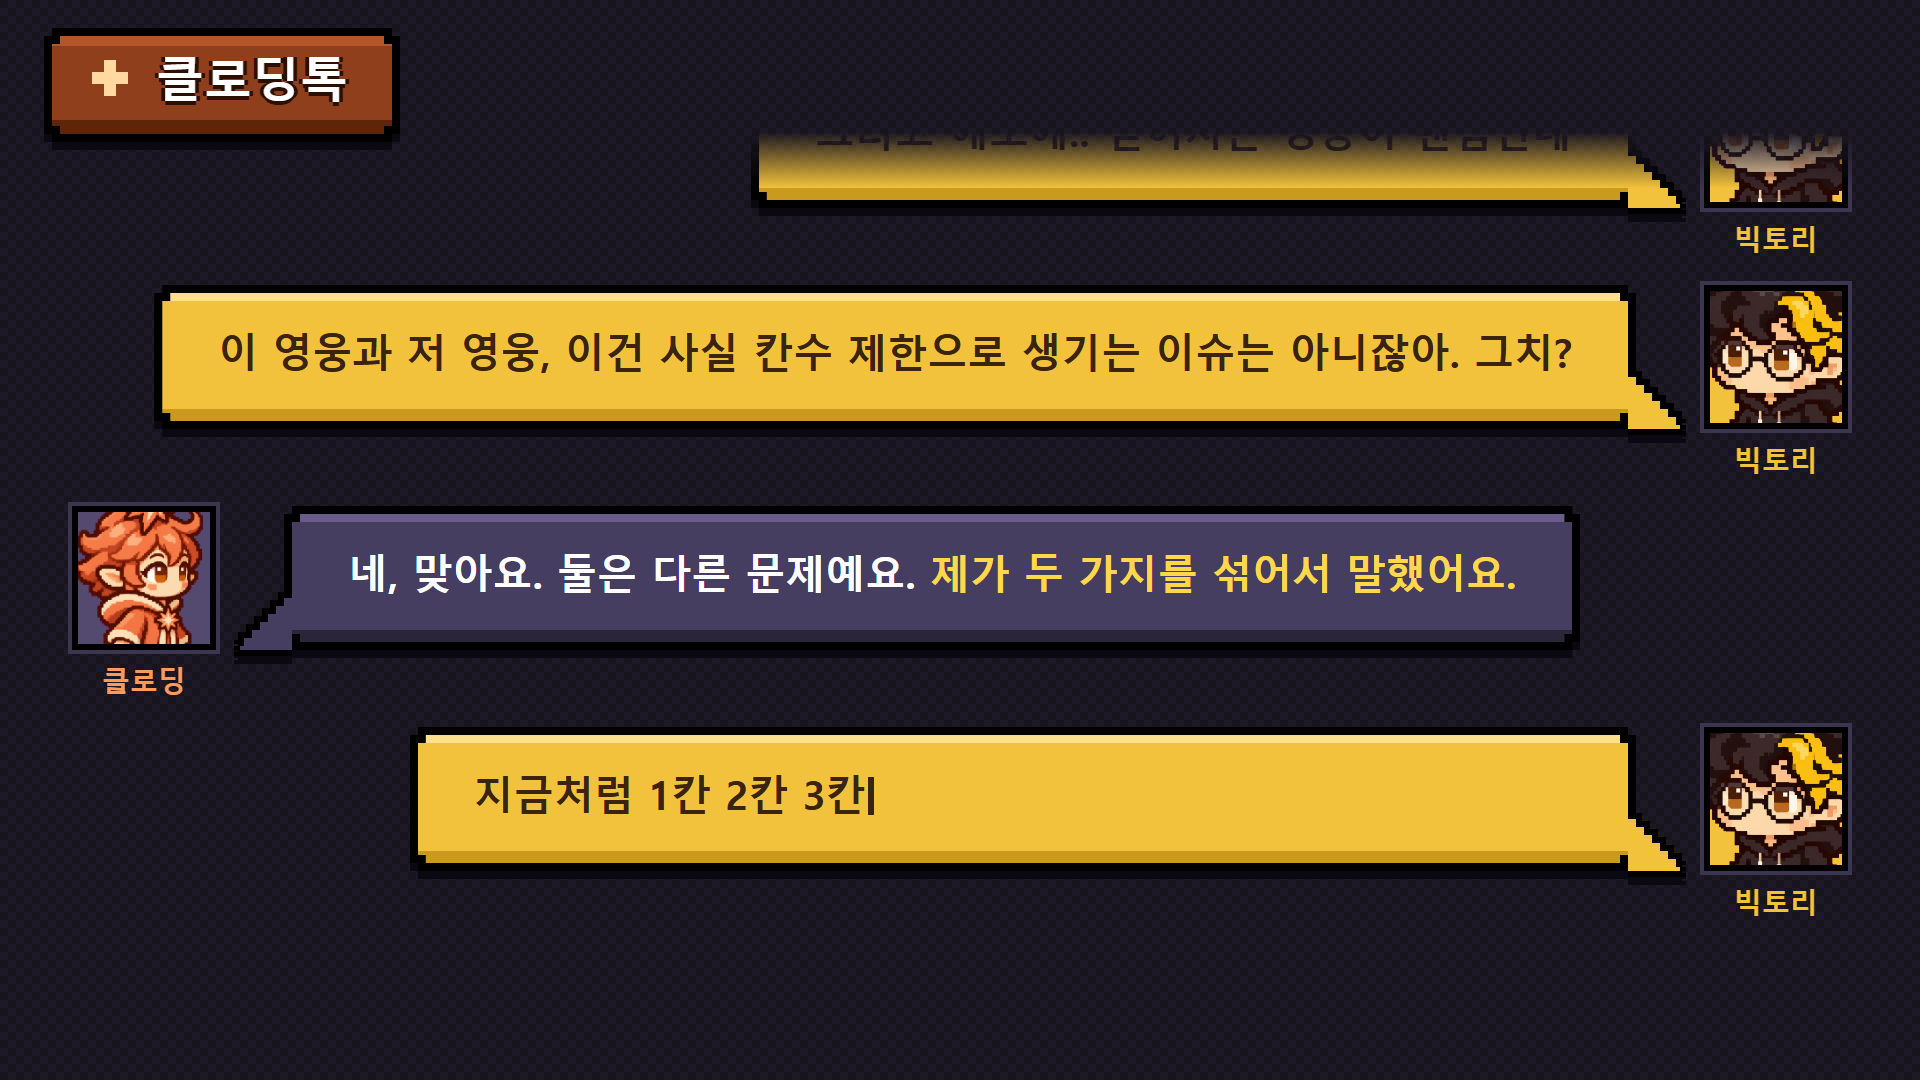 클로딩톡
빅토리
이 영웅과 저 영웅, 이건 사실 칸수 제한으로 생기는 이슈는 아니잖아. 그치?
빅토리
네, 맞아요. 둘은 다른 문제예요. 제가 두 가지를 섞어서 말했어요.
클로딩
지금처럼 1칸 2칸 3칸
빅토리